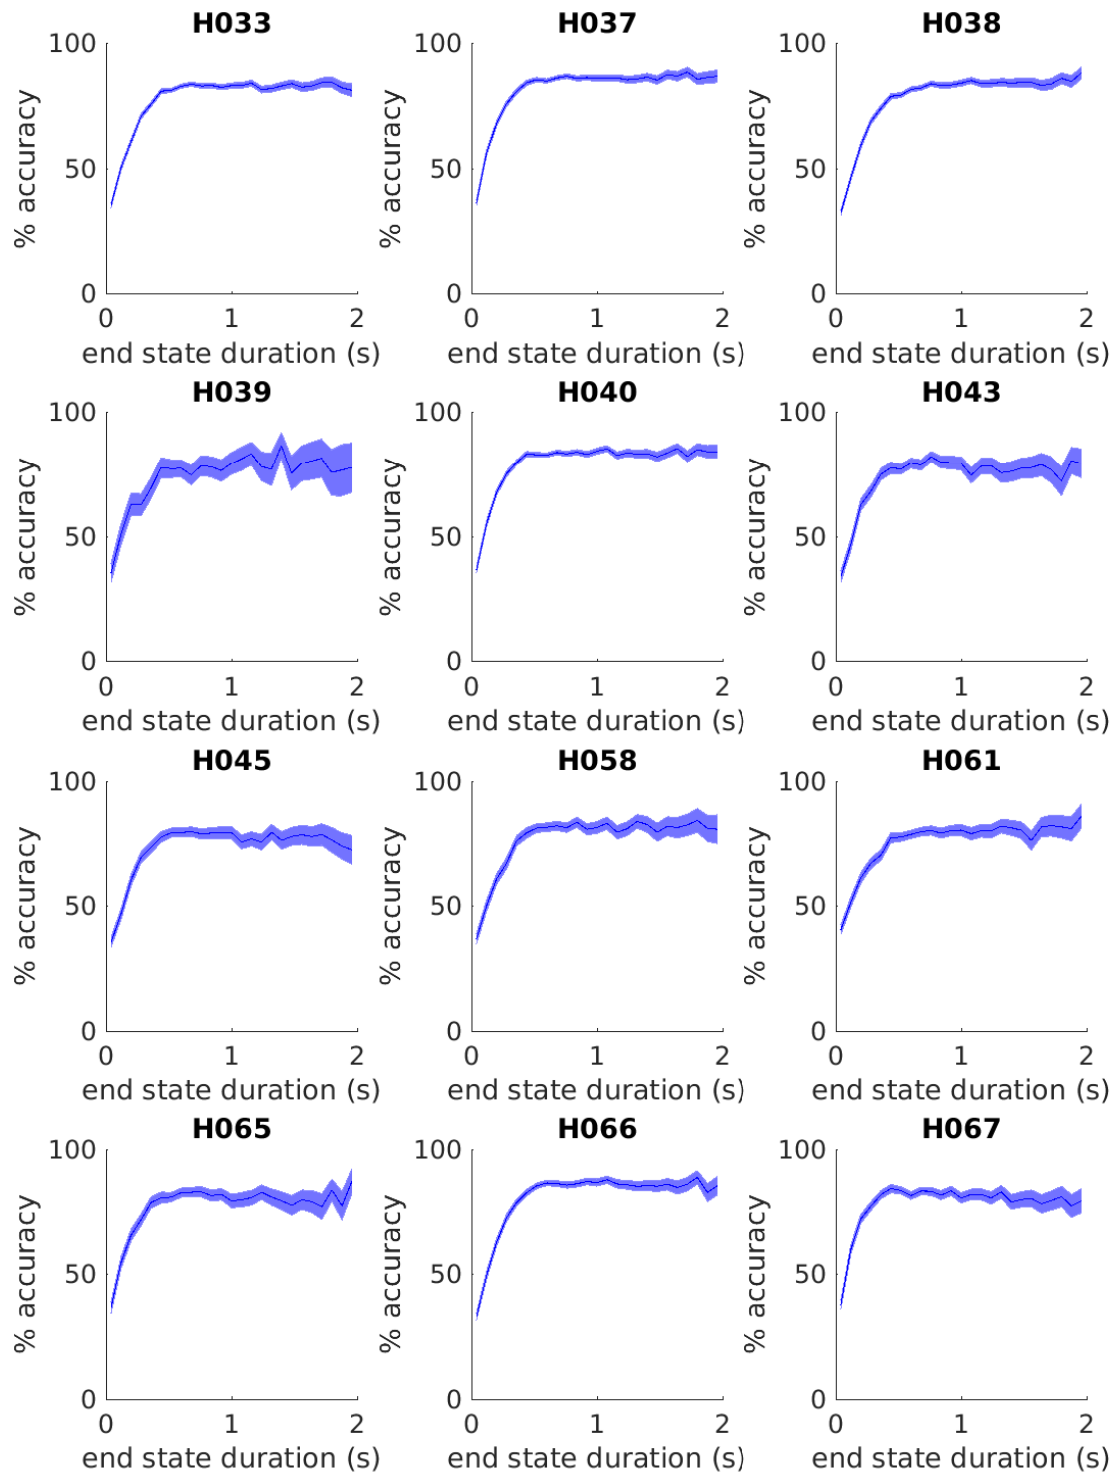 H033 H037 H038
100 100 100
% accuracy % accuracy % accuracy
50 50 50
0 0 0
0 1 2 0 1 2 0 1 2
end state duration (s) end state duration (s) end state duration (s)
H039 H040 H043
100 100 100
% accuracy % accuracy % accuracy
50 50 50
0 0 0
0 1 2 0 1 2 0 1 2
end state duration (s) end state duration (s) end state duration (s)
H045 H058 H061
100 100 100
% accuracy % accuracy % accuracy
50 50 50
0 0 0
0 1 2 0 1 2 0 1 2
end state duration (s) end state duration (s) end state duration (s)
H065 H066 H067
100 100 100
% accuracy % accuracy % accuracy
50 50 50
0 0 0
0 1 2 0 1 2 0 1 2
end state duration (s) end state duration (s) end state duration (s)